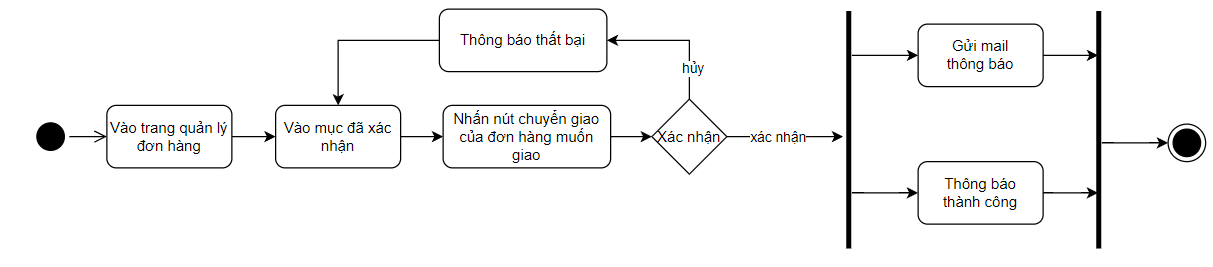 Thông báo thất bại
hủy
Gửi mail
thông báo
Vào trang quản lý
đơn hàng
Vào mục đã xác
nhận
Nhấn nút chuyển giao
của đơn hàng muốn
giao
Xác nhận
xác nhận
Thông báo
thành công